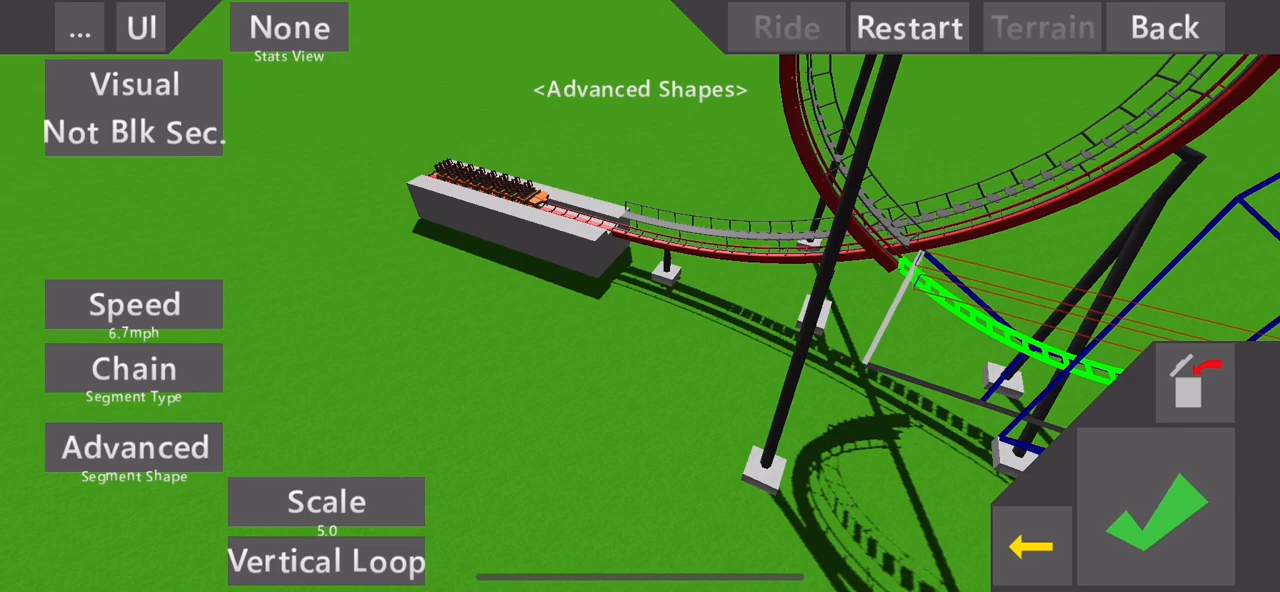 ...
UI
None
Stats View
Ride
Restart
Terrain
Back
Visual
Not Blk Sec.
<Advanced Shapes>
Speed
6.7mph
Chain
Segment Type
Advanced
Segment Shape
Scale
5.0
Vertical Loop